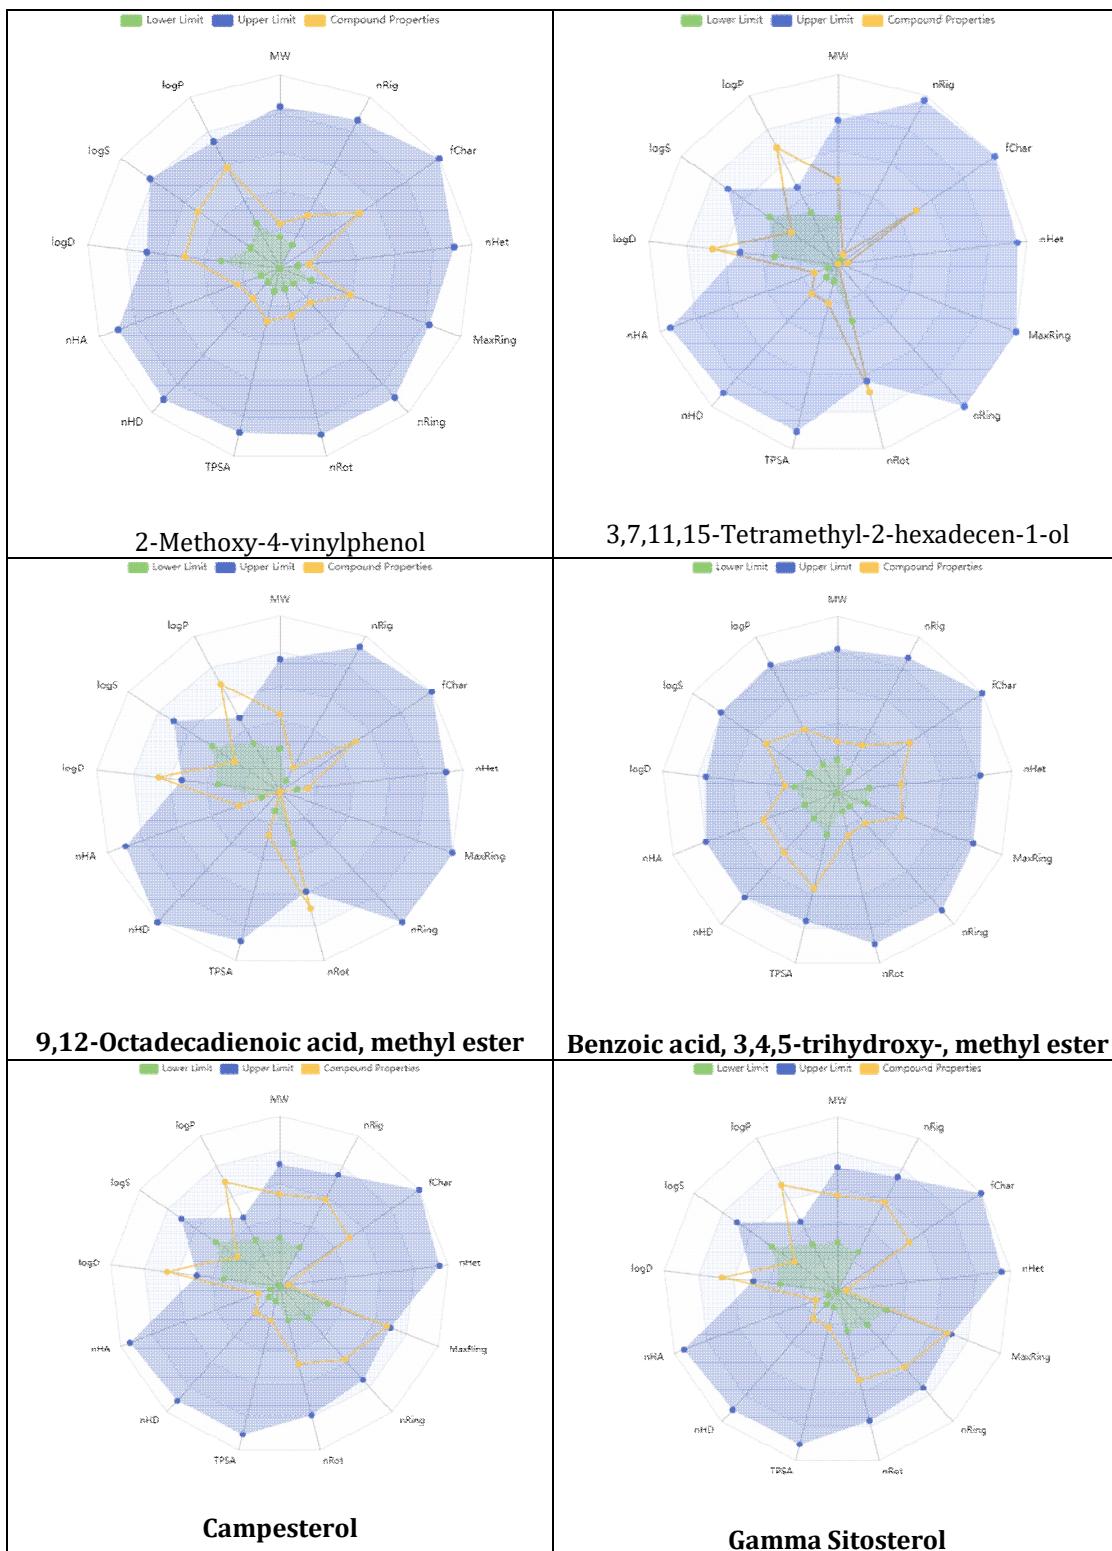 Lower Limit Upper Limit Compound Properties
MW
nRig
fChar
nHet
MaxRing
nRing
nRot
TPSA
nHD
nHA
logD
logS
logP
2-Methoxy-4-vinylphenol
Lower Limit Upper Limit Compound Properties
MW
nRig
fChar
nHet
MaxRing
nRing
nRot
TPSA
nHD
nHA
logD
logS
logP
3,7,11,15-Tetramethyl-2-hexadecen-1-ol
Lower Limit Upper Limit Compound Properties
MW
nRig
fChar
nHet
MaxRing
nRing
nRot
TPSA
nHD
nHA
logD
logS
logP
9,12-Octadecadienoic acid, methyl ester
Lower Limit Upper Limit Compound Properties
MW
nRig
fChar
nHet
MaxRing
nRing
nRot
TPSA
nHD
nHA
logD
logS
logP
Benzoic acid, 3,4,5-trihydroxy-, methyl ester
Lower Limit Upper Limit Compound Properties
MW
nRig
fChar
nHet
MaxRing
nRing
nRot
TPSA
nHD
nHA
logD
logS
logP
Campesterol
Lower Limit Upper Limit Compound Properties
MW
nRig
fChar
nHet
MaxRing
nRing
nRot
TPSA
nHD
nHA
logD
logS
logP
Gamma Sitosterol